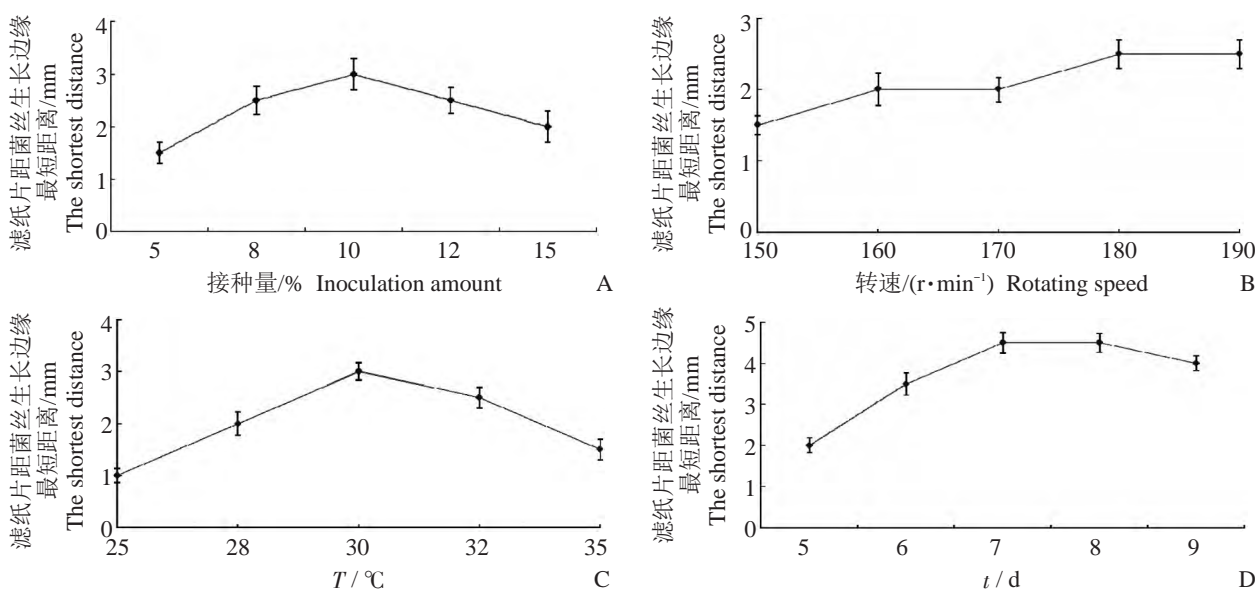 滤纸片距菌丝生长边缘
最短距离/mm
The shortest distance
4
3
2
1
0
5 8 10 12 15
接种量/% Inoculation amount
A
滤纸片距菌丝生长边缘
最短距离/mm
The shortest distance
3
2
1
0
150 160 170 180 190
转速/(r·min⁻¹) Rotating speed
B
滤纸片距菌丝生长边缘
最短距离/mm
The shortest distance
4
3
2
1
0
25 28 30 32 35
T / ℃
C
滤纸片距菌丝生长边缘
最短距离/mm
The shortest distance
5
4
5
2
1
0
5 6 7 8 9
t / d
D